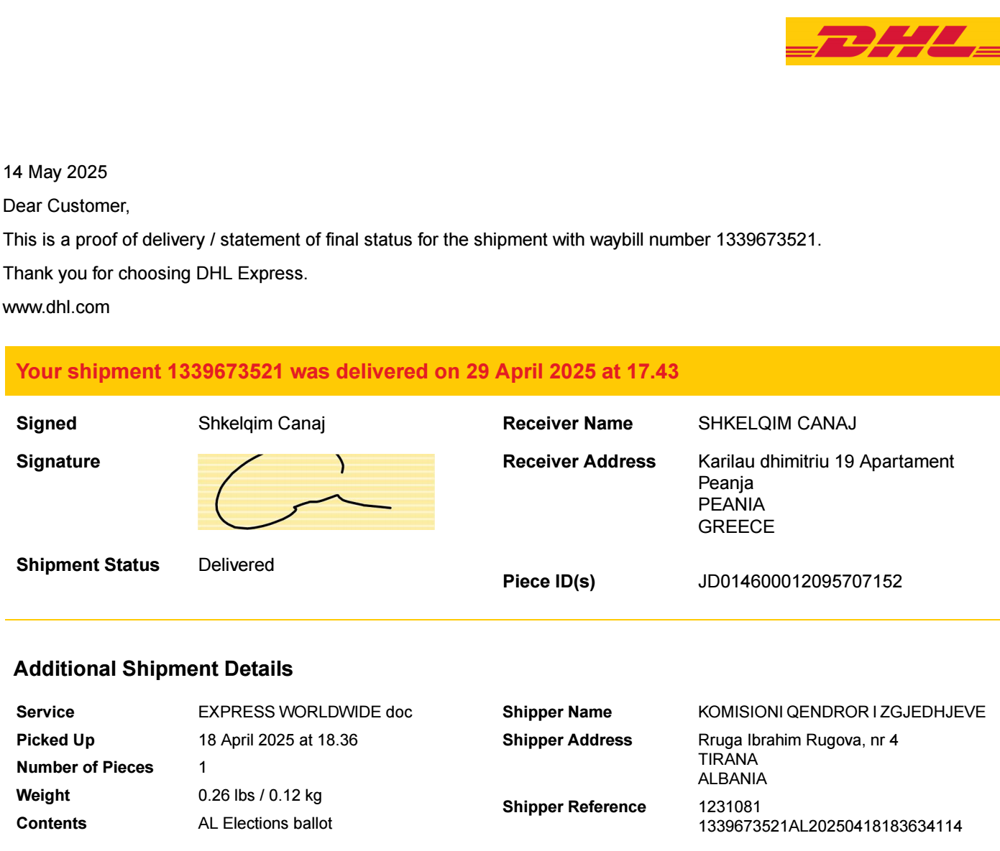 DHL
14 May 2025
Dear Customer,
This is a proof of delivery / statement of final status for the shipment with waybill number 1339673521.
Thank you for choosing DHL Express.
www.dhl.com
Your shipment 1339673521 was delivered on 29 April 2025 at 17.43
Signed Shkelqim Canaj
Signature
Shipment Status Delivered
Receiver Name SHKELQIM CANAJ
Receiver Address Karilau dhimitriu 19 Apartament
Peanja
PEANIA
GREECE
Piece ID(s) JD014600012095707152
Additional Shipment Details
Service EXPRESS WORLDWIDE doc
Picked Up 18 April 2025 at 18.36
Number of Pieces 1
Weight 0.26 lbs / 0.12 kg
Contents AL Elections ballot
Shipper Name KOMISIONI QENDROR I ZGJEDHJEVE
Shipper Address Rruga Ibrahim Rugova, nr 4
TIRANA
ALBANIA
Shipper Reference 1231081
1339673521AL20250418183634114